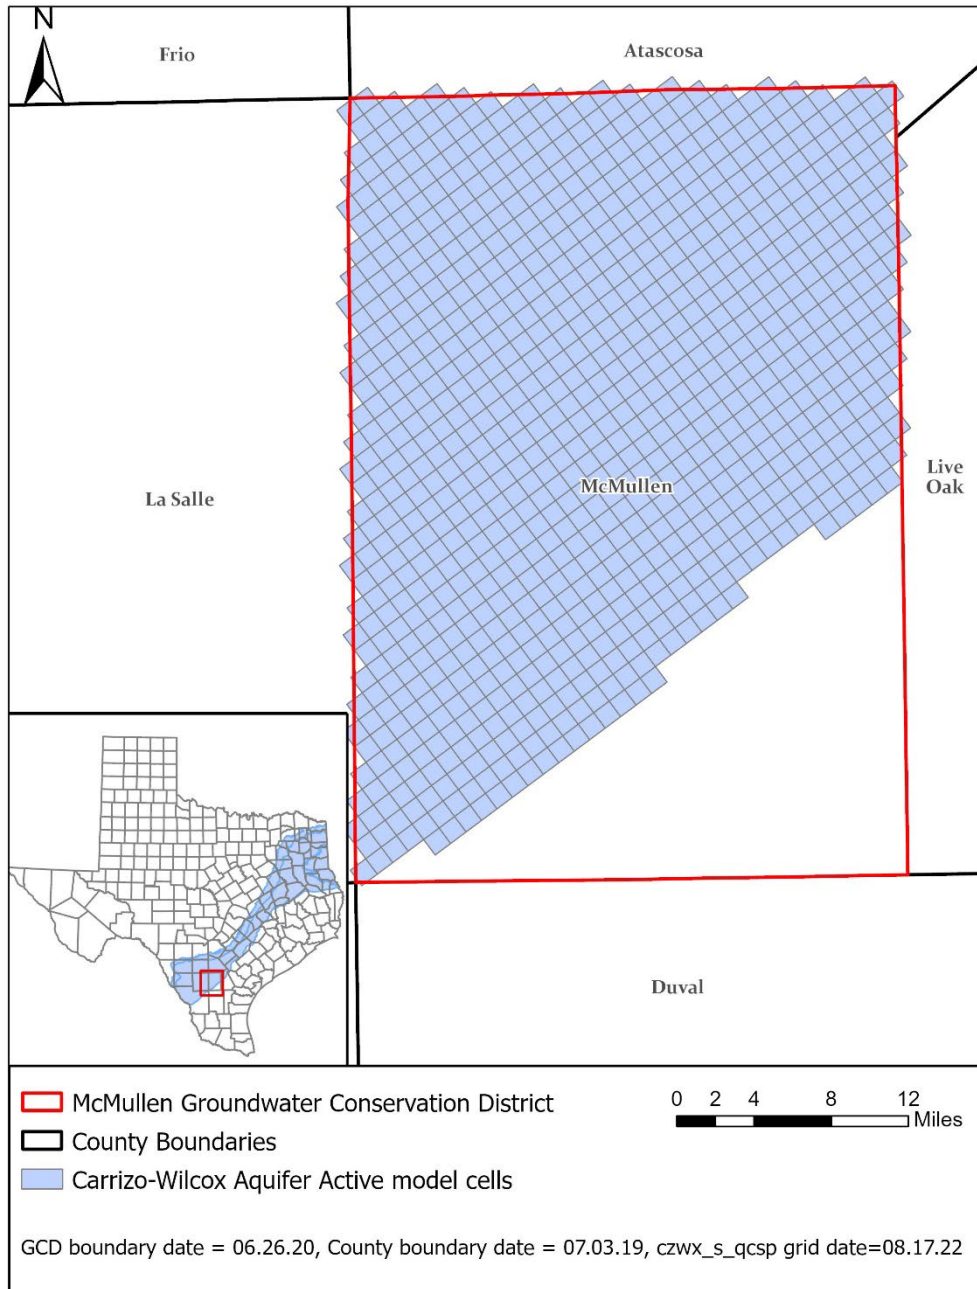 N
Frio
Atascosa
La Salle
McMullen
Live
Oak
Duval
McMullen Groundwater Conservation District
County Boundaries
Carrizo-Wilcox Aquifer Active model cells
0 2 4 8 12
Miles
GCD boundary date = 06.26.20, County boundary date = 07.03.19, czwx_s_qcsp grid date=08.17.22